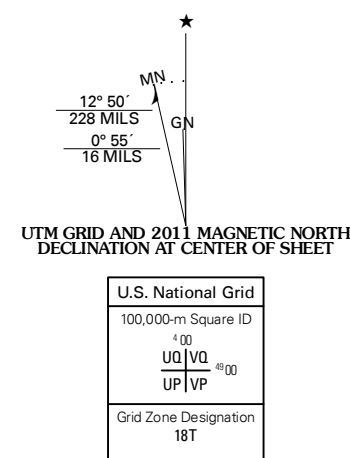 ★
MN
12° 50´
228 MILS
GN
0° 55´
16 MILS
UTM GRID AND 2011 MAGNETIC NORTH
DECLINATION AT CENTER OF SHEET
U.S. National Grid
100,000-m Square ID
4 00
UQ VQ
49 00
UP VP
Grid Zone Designation
18T